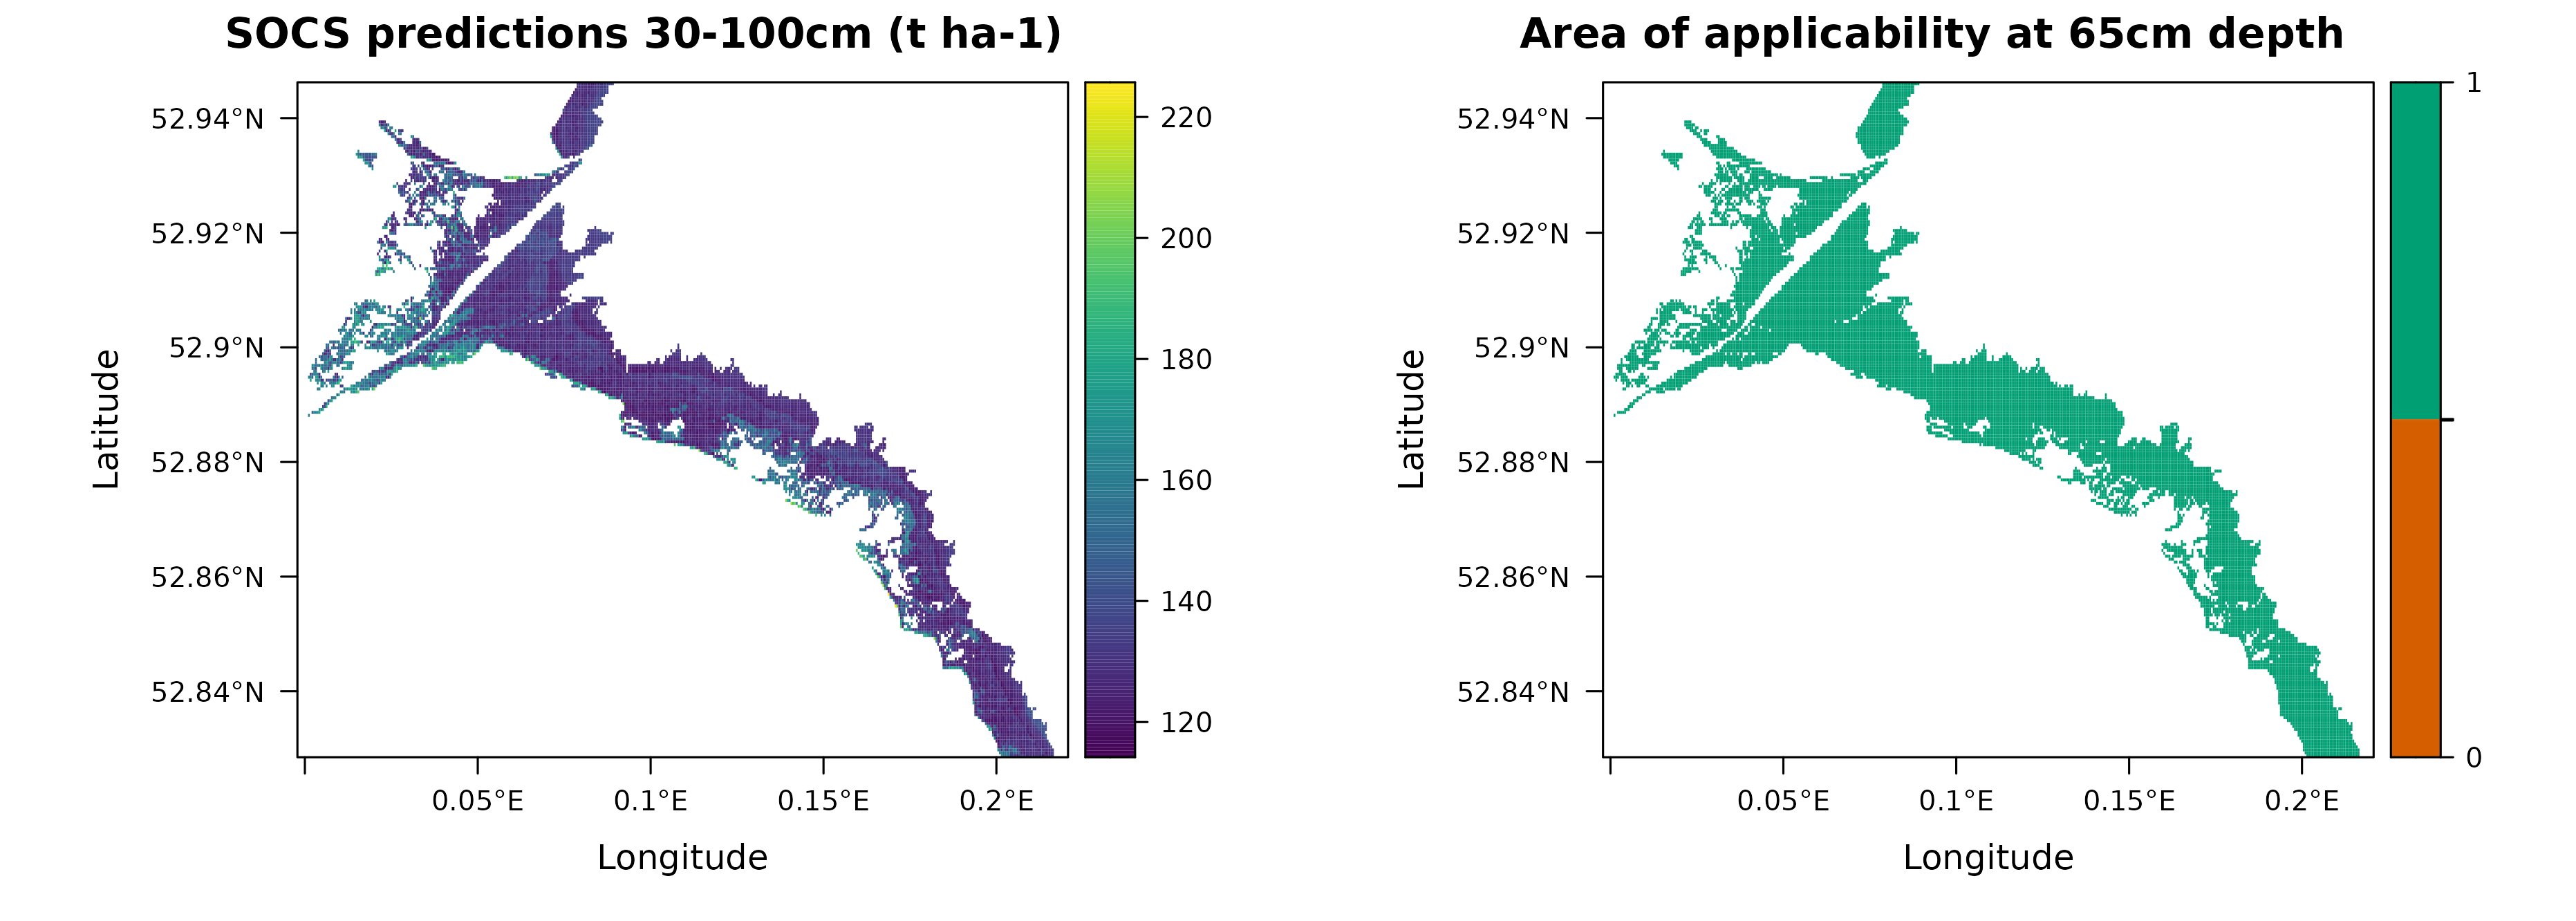 SOCS predictions 30-100cm (t ha-1)
52.94°N
52.92°N
52.9°N
52.88°N
52.86°N
52.84°N
Latitude
0.05°E
0.1°E
0.15°E
0.2°E
Longitude
220
200
180
160
140
120
Area of applicability at 65cm depth
52.94°N
52.92°N
52.9°N
52.88°N
52.86°N
52.84°N
Latitude
0.05°E
0.1°E
0.15°E
0.2°E
Longitude
1
0